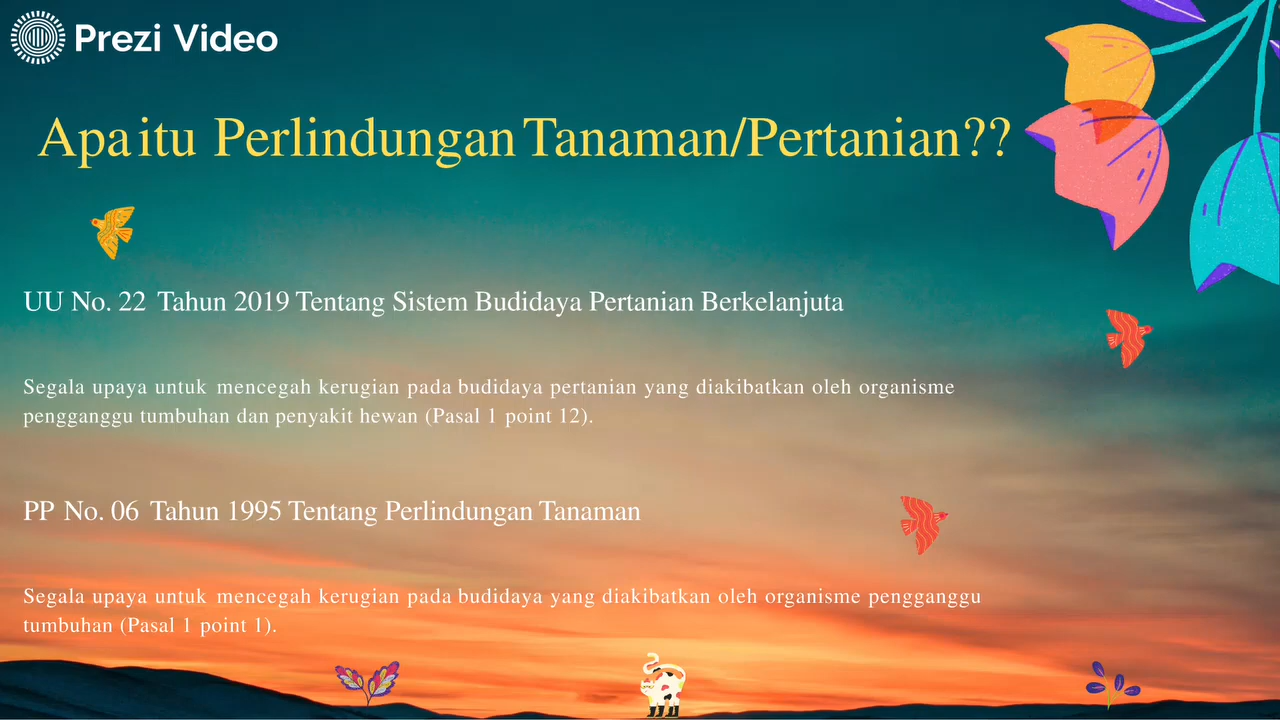 Prezi Video
Apa itu Perlindungan Tanaman/Pertanian??
UU No. 22 Tahun 2019 Tentang Sistem Budidaya Pertanian Berkelanjuta
Segala upaya untuk mencegah kerugian pada budidaya pertanian yang diakibatkan oleh organisme
pengganggu tumbuhan dan penyakit hewan (Pasal 1 point 12).
PP No. 06 Tahun 1995 Tentang Perlindungan Tanaman
Segala upaya untuk mencegah kerugian pada budidaya yang diakibatkan oleh organisme pengganggu
tumbuhan (Pasal 1 point 1).